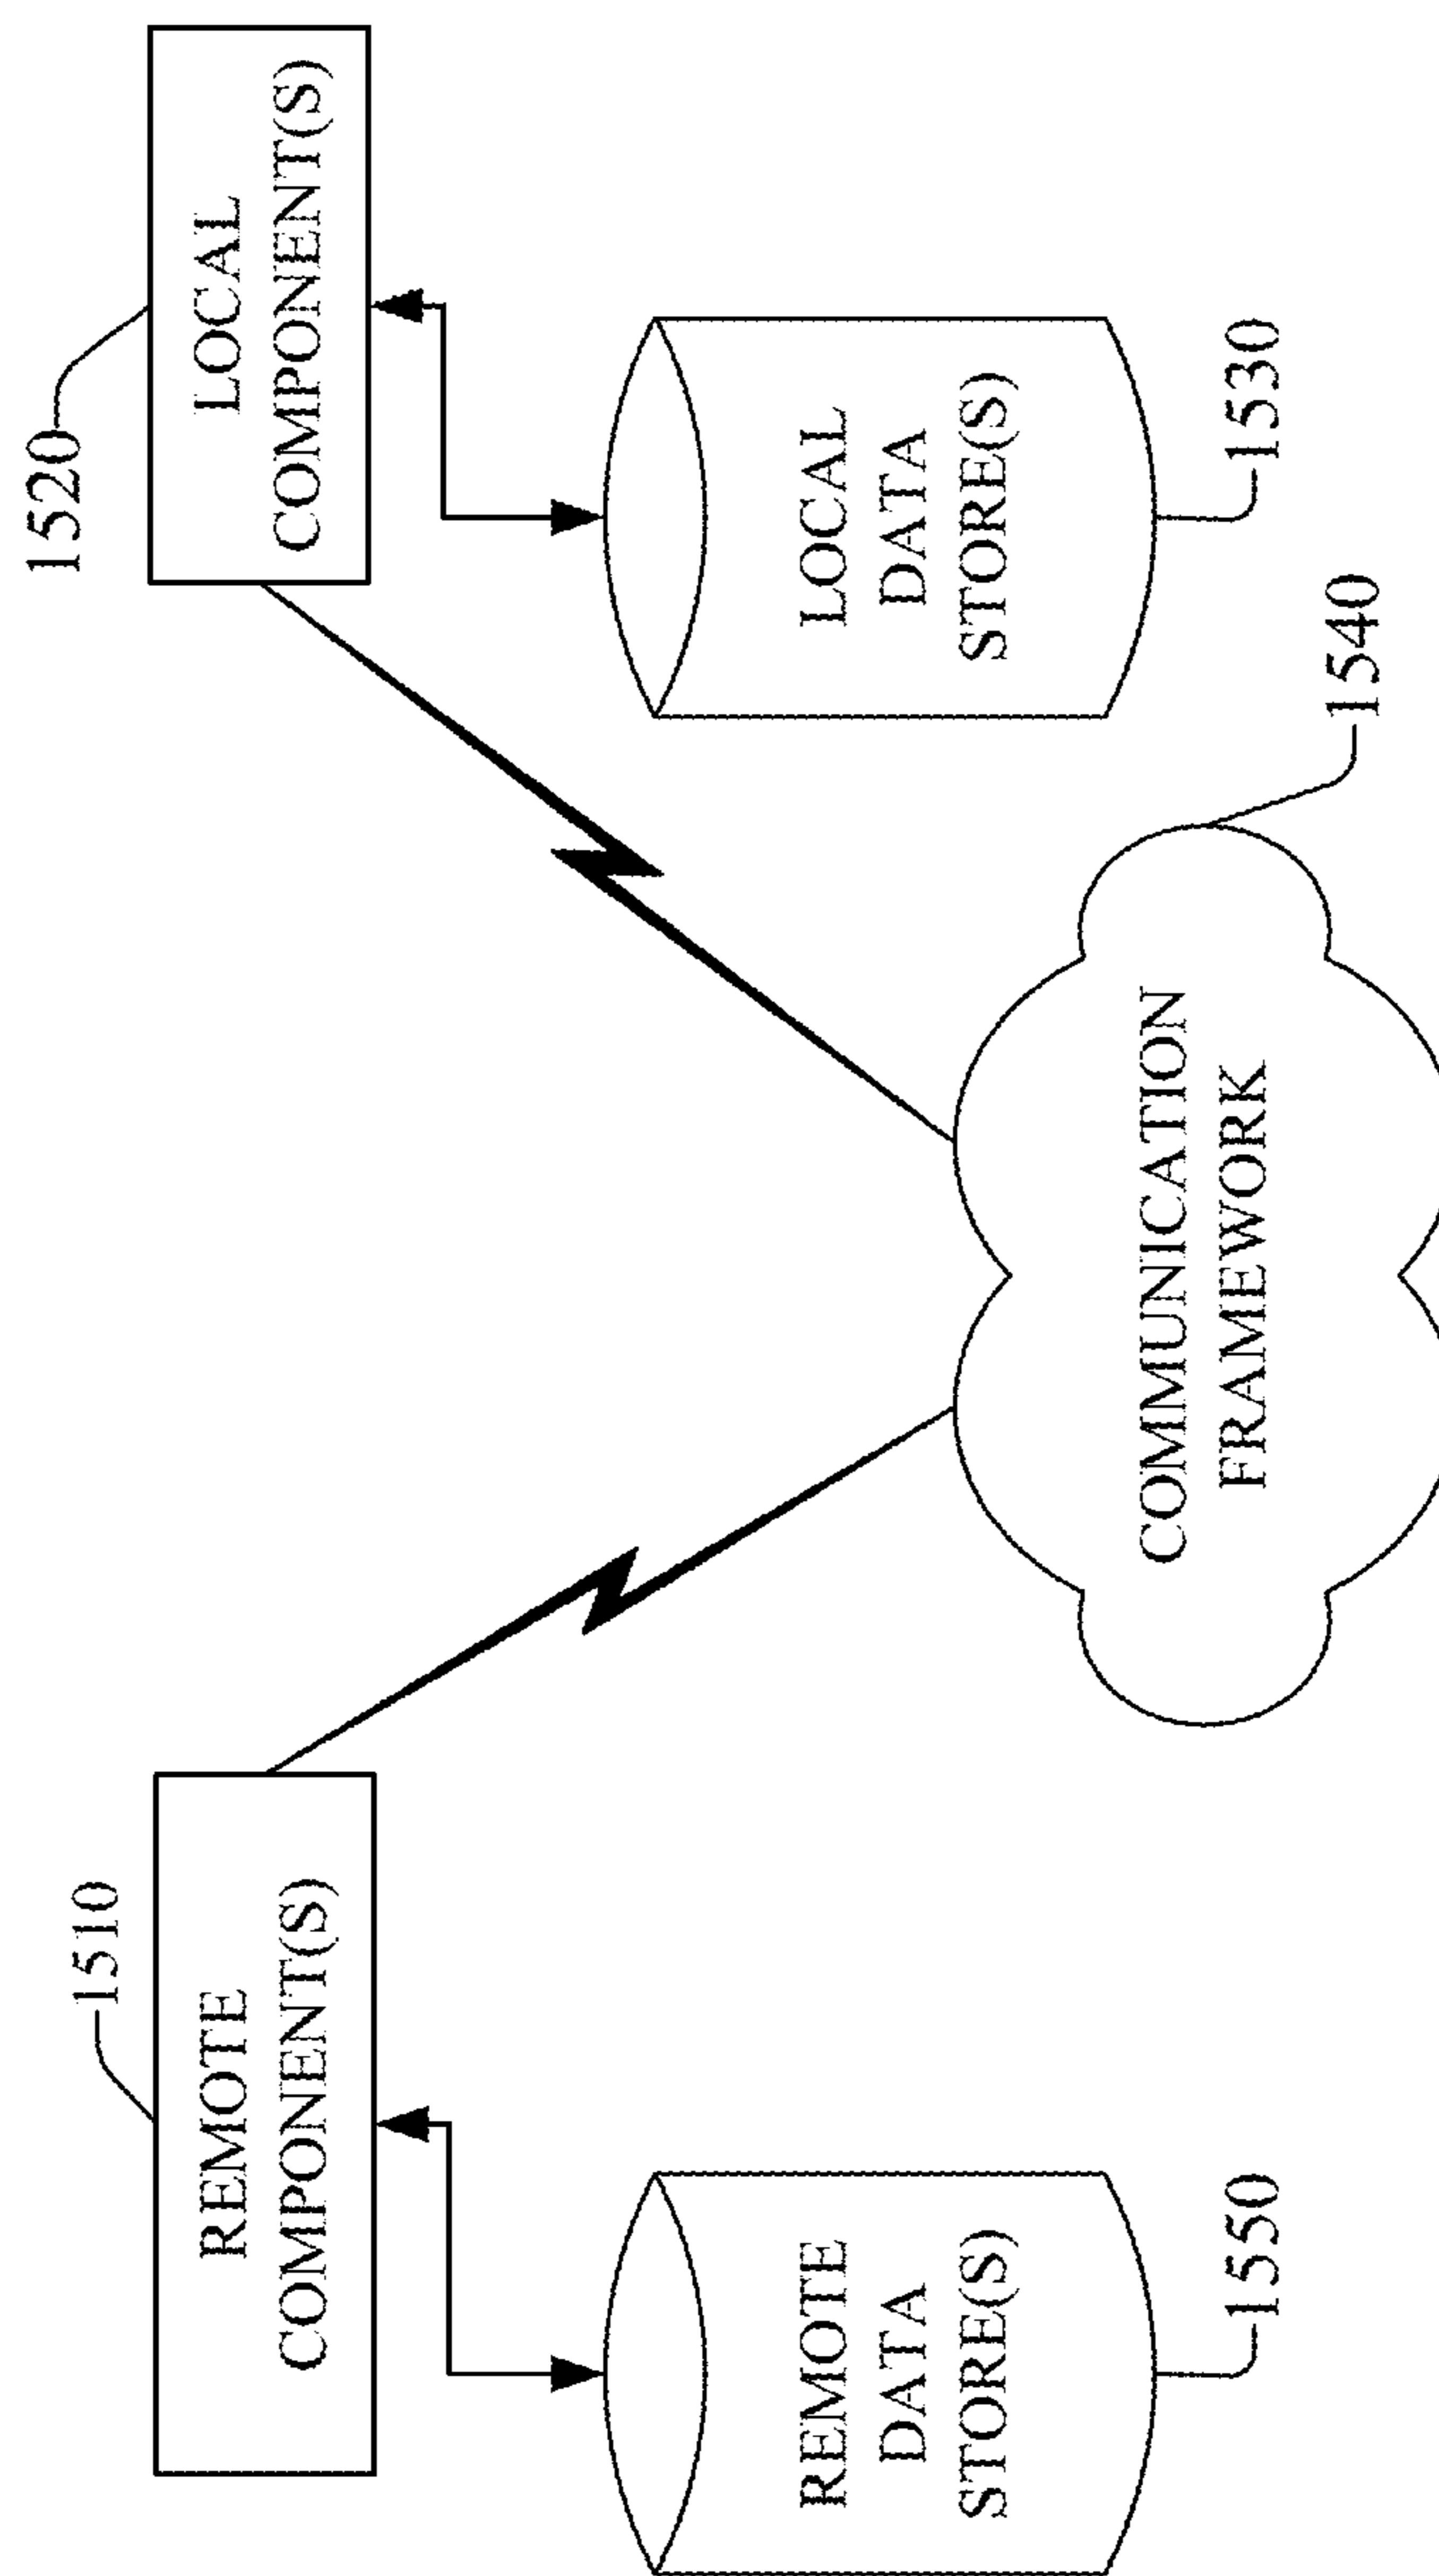 1510
REMOTE
COMPONENT(S)
1520
LOCAL
COMPONENT(S)
REMOTE
DATA
STORE(S)
1550
COMMUNICATION
FRAMEWORK
1540
LOCAL
DATA
STORE(S)
1530